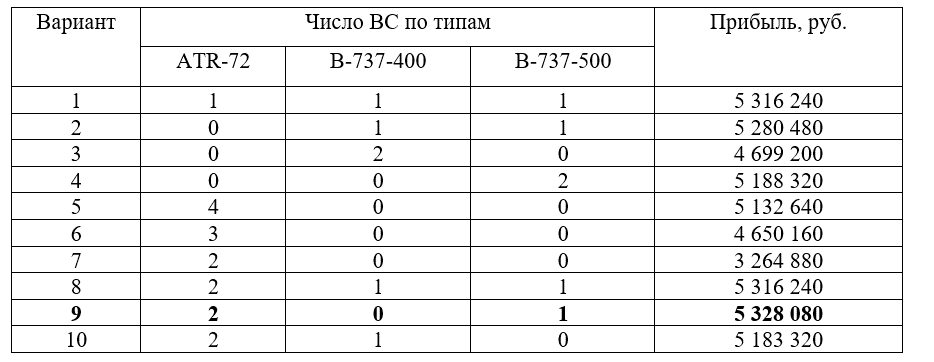 Вариант Число ВС по типам Прибыль, руб.
ATR-72 B-737-400 B-737-500
1 1 1 1 5 316 240
2 0 1 1 5 280 480
3 0 2 0 4 699 200
4 0 0 2 5 188 320
5 4 0 0 5 132 640
6 3 0 0 4 650 160
7 2 0 0 3 264 880
8 2 1 1 5 316 240
9 2 0 1 5 328 080
10 2 1 0 5 183 320